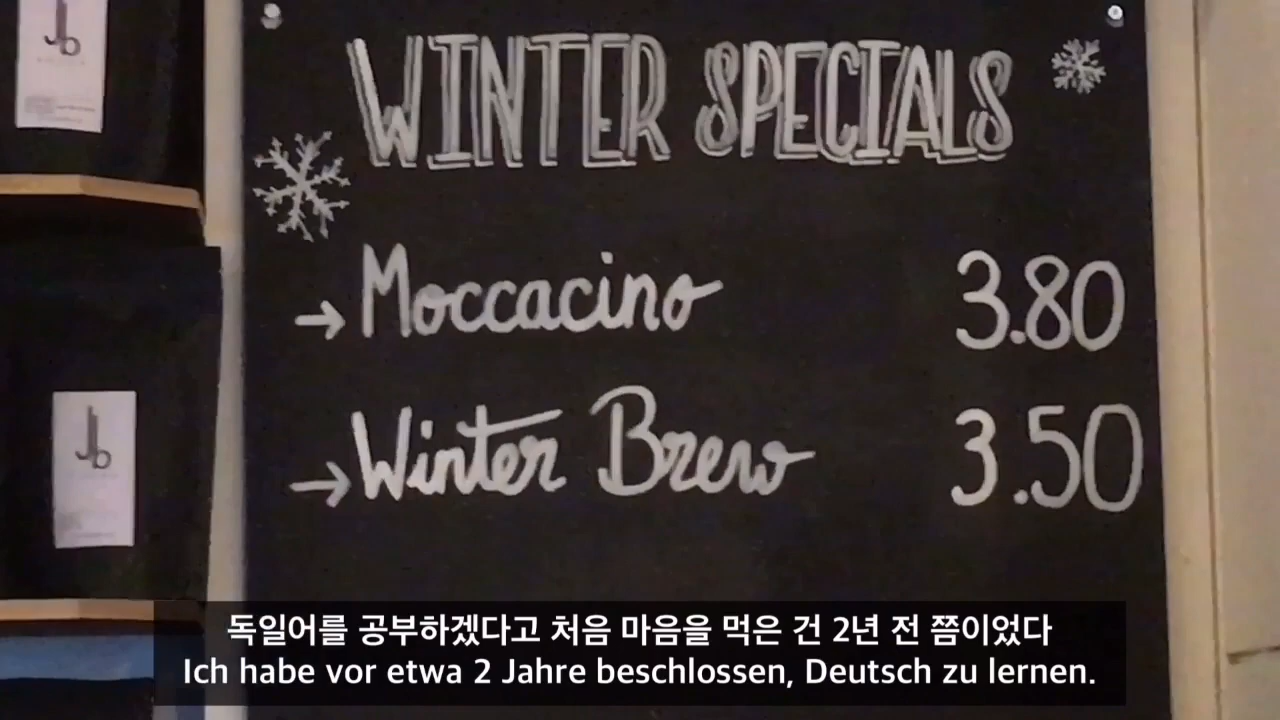 WINTER SPECIALS
→ Moccacino 3.80
→ Winter Brew 3.50
Jb
Jb
독일어를 공부하겠다고 처음 마음을 먹은 건 2년 전 쯤이었다
Ich habe vor etwa 2 Jahre beschlossen, Deutsch zu lernen.